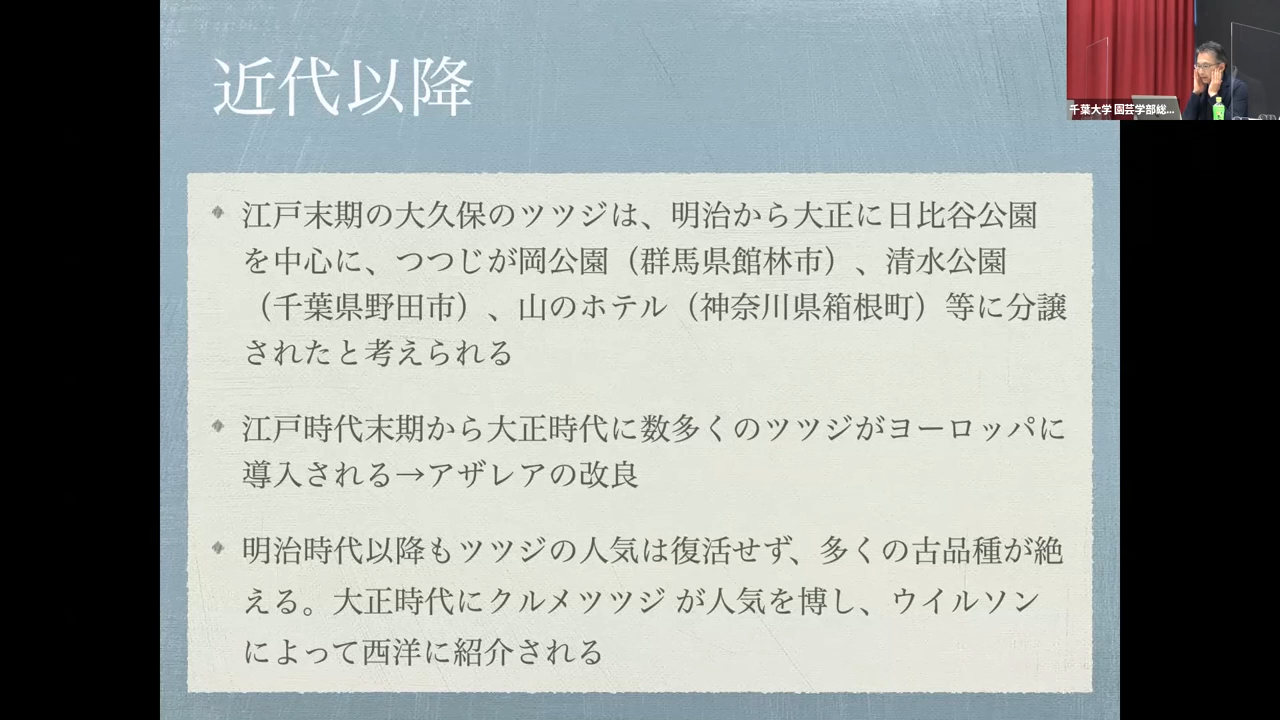 近代以降
千葉大学 園芸学部総...
江戸末期の大久保のツツジは、明治から大正に日比谷公園
を中心に、つつじが岡公園（群馬県館林市）、清水公園
（千葉県野田市）、山のホテル（神奈川県箱根町）等に分譲
されたと考えられる
江戸時代末期から大正時代に数多くのツツジがヨーロッパに
導入される→アザレアの改良
明治時代以降もツツジの人気は復活せず、多くの古品種が絶
える。大正時代にクルメツツジ が人気を博し、ウイルソン
によって西洋に紹介される